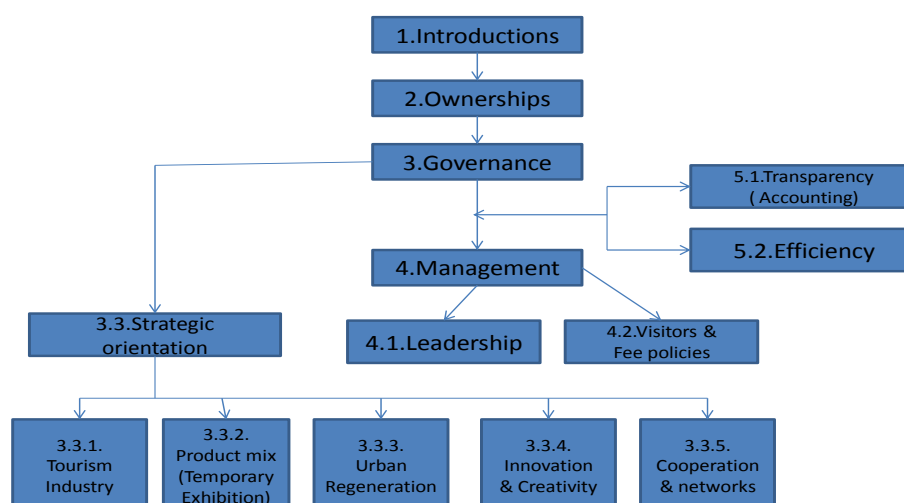 1.Introductions
2.Ownerships
3.Governance
5.1.Transparency
( Accounting)
5.2.Efficiency
4.Management
3.3.Strategic
orientation
4.1.Leadership
4.2.Visitors &
Fee policies
3.3.1.
Tourism
Industry
3.3.2.
Product mix
(Temporary
Exhibition)
3.3.3.
Urban
Regeneration
3.3.4.
Innovation
& Creativity
3.3.5.
Cooperation
& networks